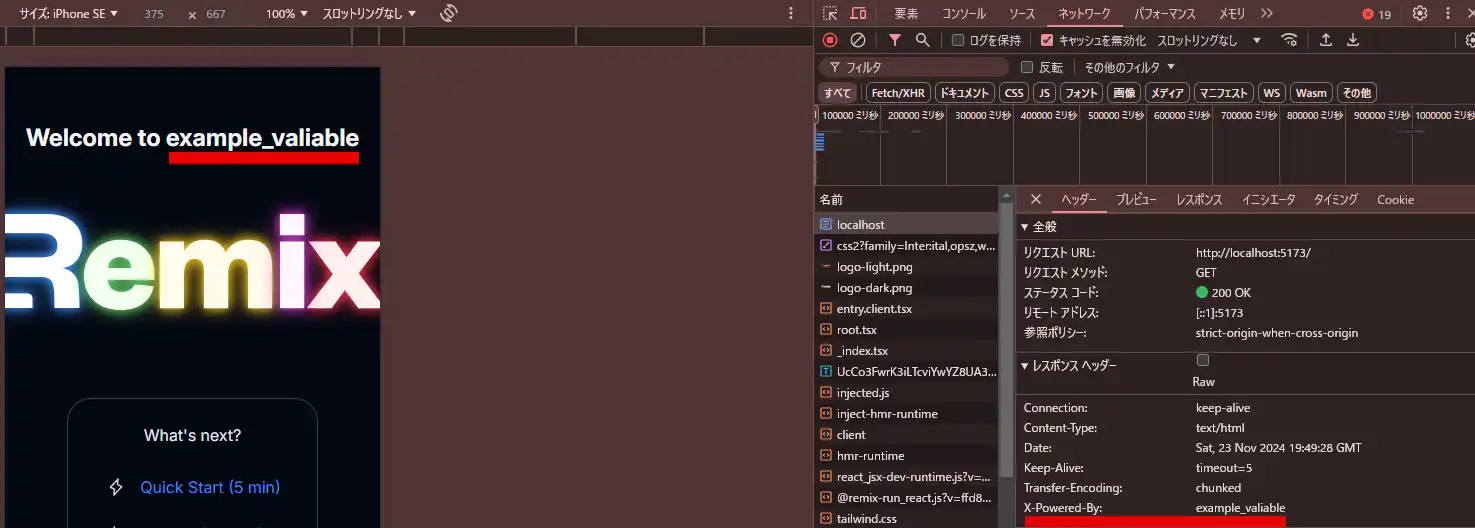 サイズ: iPhone SE ▼ 375 × 667 100% ▼ スロットリングなし ▼
Welcome to example_valiable
Remix
What's next?
Quick Start (5 min)
要素 コンソール ソース ネットワーク パフォーマンス メモリ 19
ログを保持 キャッシュを無効化 スロットリングなし ▼
フィルタ 反転 その他のフィルタ ▼
すべて Fetch/XHR ドキュメント CSS JS フォント 画像 メディア マニフェスト WS Wasm その他
100000 ミリ秒 200000 ミリ秒 300000 ミリ秒 400000 ミリ秒 500000 ミリ秒 600000 ミリ秒 700000 ミリ秒 800000 ミリ秒 900000 ミリ秒 1000000 ミリ秒
名前
localhost
css2?family=Inter:ital,opsz,w...
logo-light.png
logo-dark.png
entry.client.tsx
root.tsx
_index.tsx
UcCo3FwrK3iLTcviYwYZ8UA3...
injected.js
inject-hmr-runtime
client
hmr-runtime
react_jsx-dev-runtime.js?v=...
@remix-run_react.js?v=ffd8...
tailwind.css
ヘッダー プレビュー レスポンス イニシエータ タイミング Cookie
▼ 全般
リクエスト URL: http://localhost:5173/
リクエスト メソッド: GET
ステータス コード: 200 OK
リモート アドレス: [::1]:5173
参照ポリシー: strict-origin-when-cross-origin
▼ レスポンス ヘッダー
Raw
Connection: keep-alive
Content-Type: text/html
Date: Sat, 23 Nov 2024 19:49:28 GMT
Keep-Alive: timeout=5
Transfer-Encoding: chunked
X-Powered-By: example_valiable